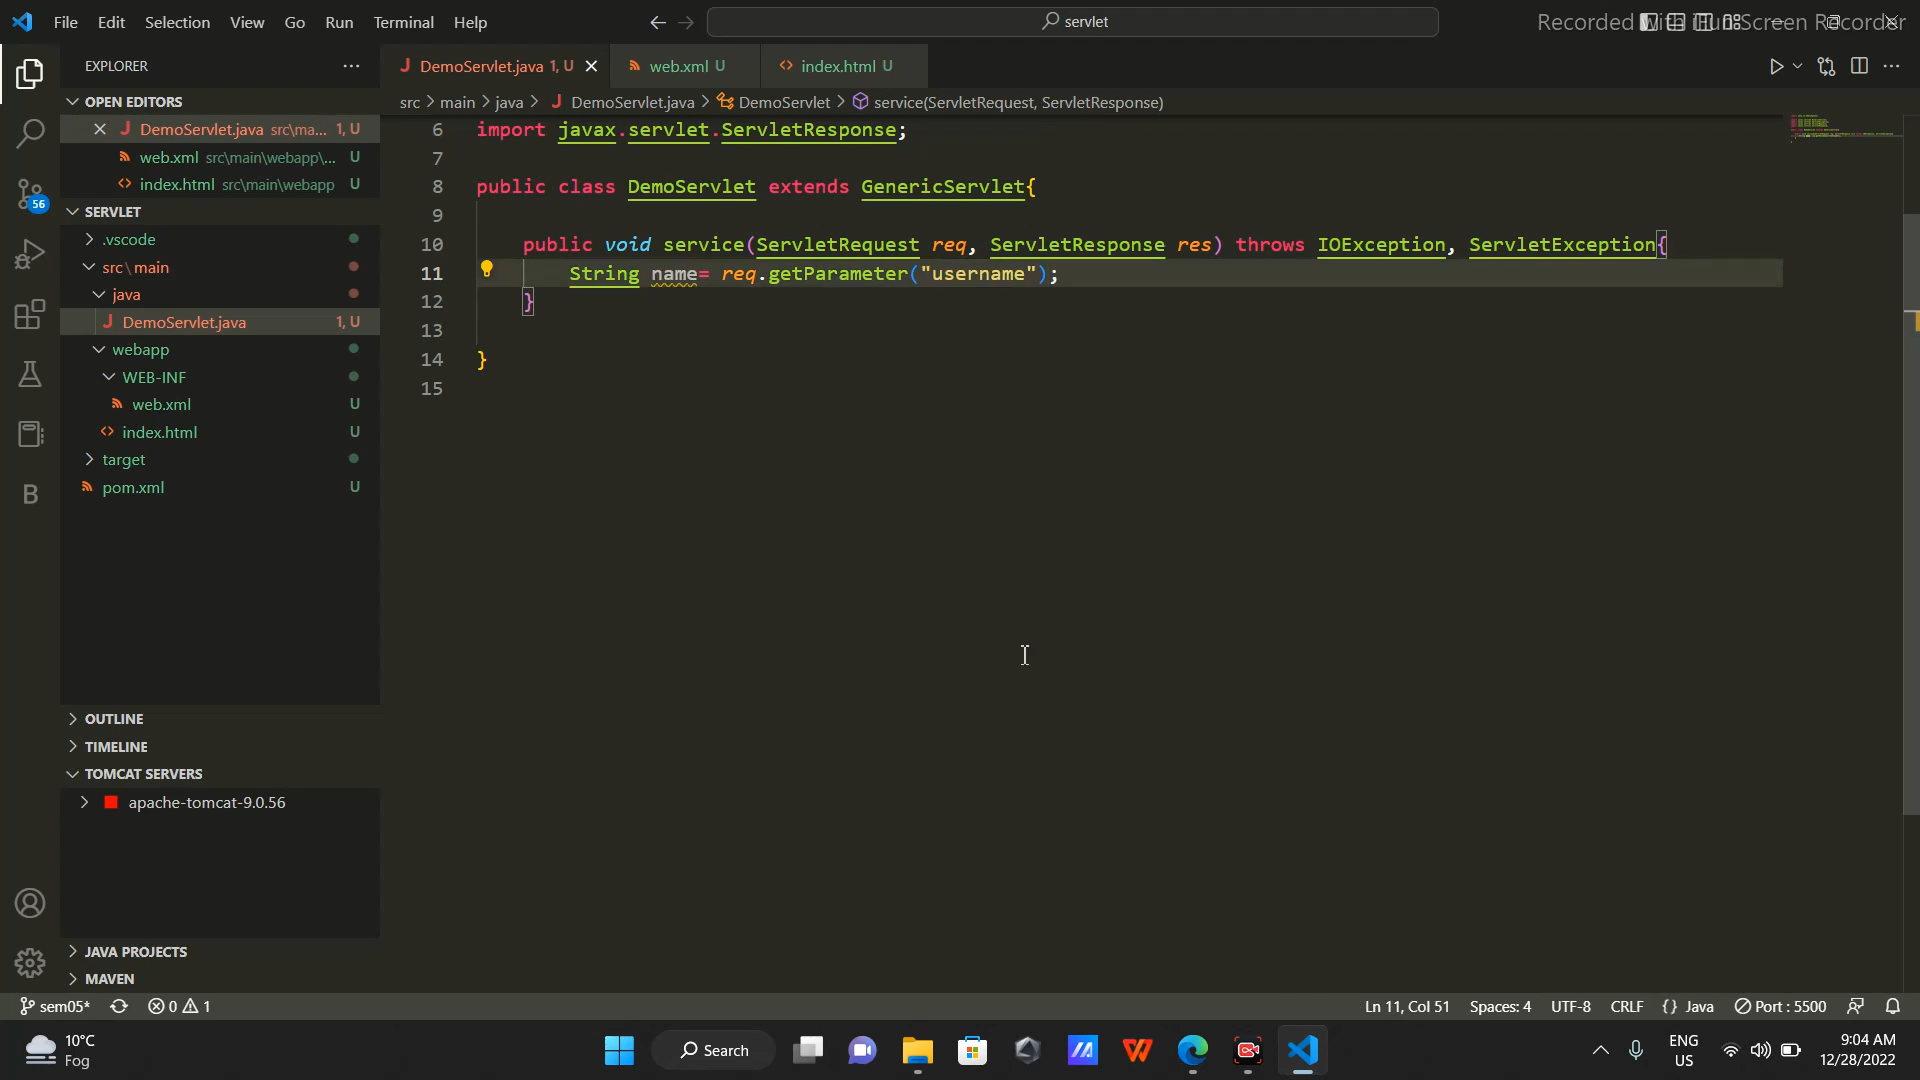 File Edit Selection View Go Run Terminal Help
servlet
Recorded With iTu Screen Recorder
EXPLORER
DemoServlet.java 1, U
web.xml U
index.html U
OPEN EDITORS
src > main > java > DemoServlet.java > DemoServlet > service(ServletRequest, ServletResponse)
DemoServlet.java src\ma... 1, U
web.xml src\main\webapp\... U
index.html src\main\webapp U
56
SERVLET
.vscode
src\main
java
DemoServlet.java 1, U
webapp
WEB-INF
web.xml U
index.html U
target
pom.xml U
B
6 import javax.servlet.ServletResponse;
7
8 public class DemoServlet extends GenericServlet{
9
10 public void service(ServletRequest req, ServletResponse res) throws IOException, ServletException{
11 String name= req.getParameter("username");
12 }
13
14 }
15
OUTLINE
TIMELINE
TOMCAT SERVERS
apache-tomcat-9.0.56
JAVA PROJECTS
MAVEN
sem05* 0 1
Ln 11, Col 51 Spaces: 4 UTF-8 CRLF {} Java Port : 5500
10°C
Fog
Search
ENG
US
9:04 AM
12/28/2022